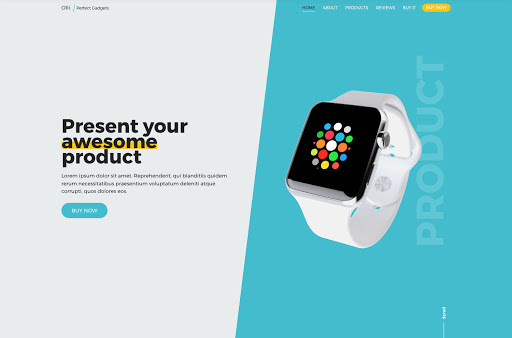 Olli. Perfect Gadgets
HOME ABOUT PRODUCTS REVIEWS BUY IT BUY NOW
Present your
awesome
product
Lorem ipsum dolor sit amet. Reprehenderit, qui blanditiis quidem
rerum necessitatibus praesentium voluptatum deleniti atque
corrupti, quos dolores eos.
BUY NOW
PRODUCT
Scroll